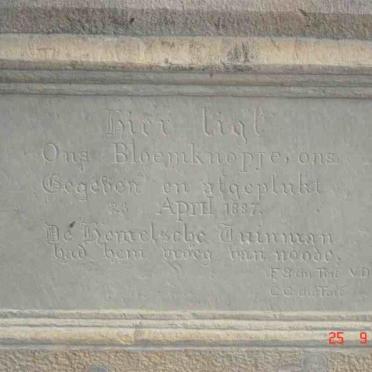 Hier ligt
Ons Bloemknopje, ons
Gegeven en afgeplukt
April 1837.
De Hemelsche Tuinman
had hem vroeg van noode.
25 9